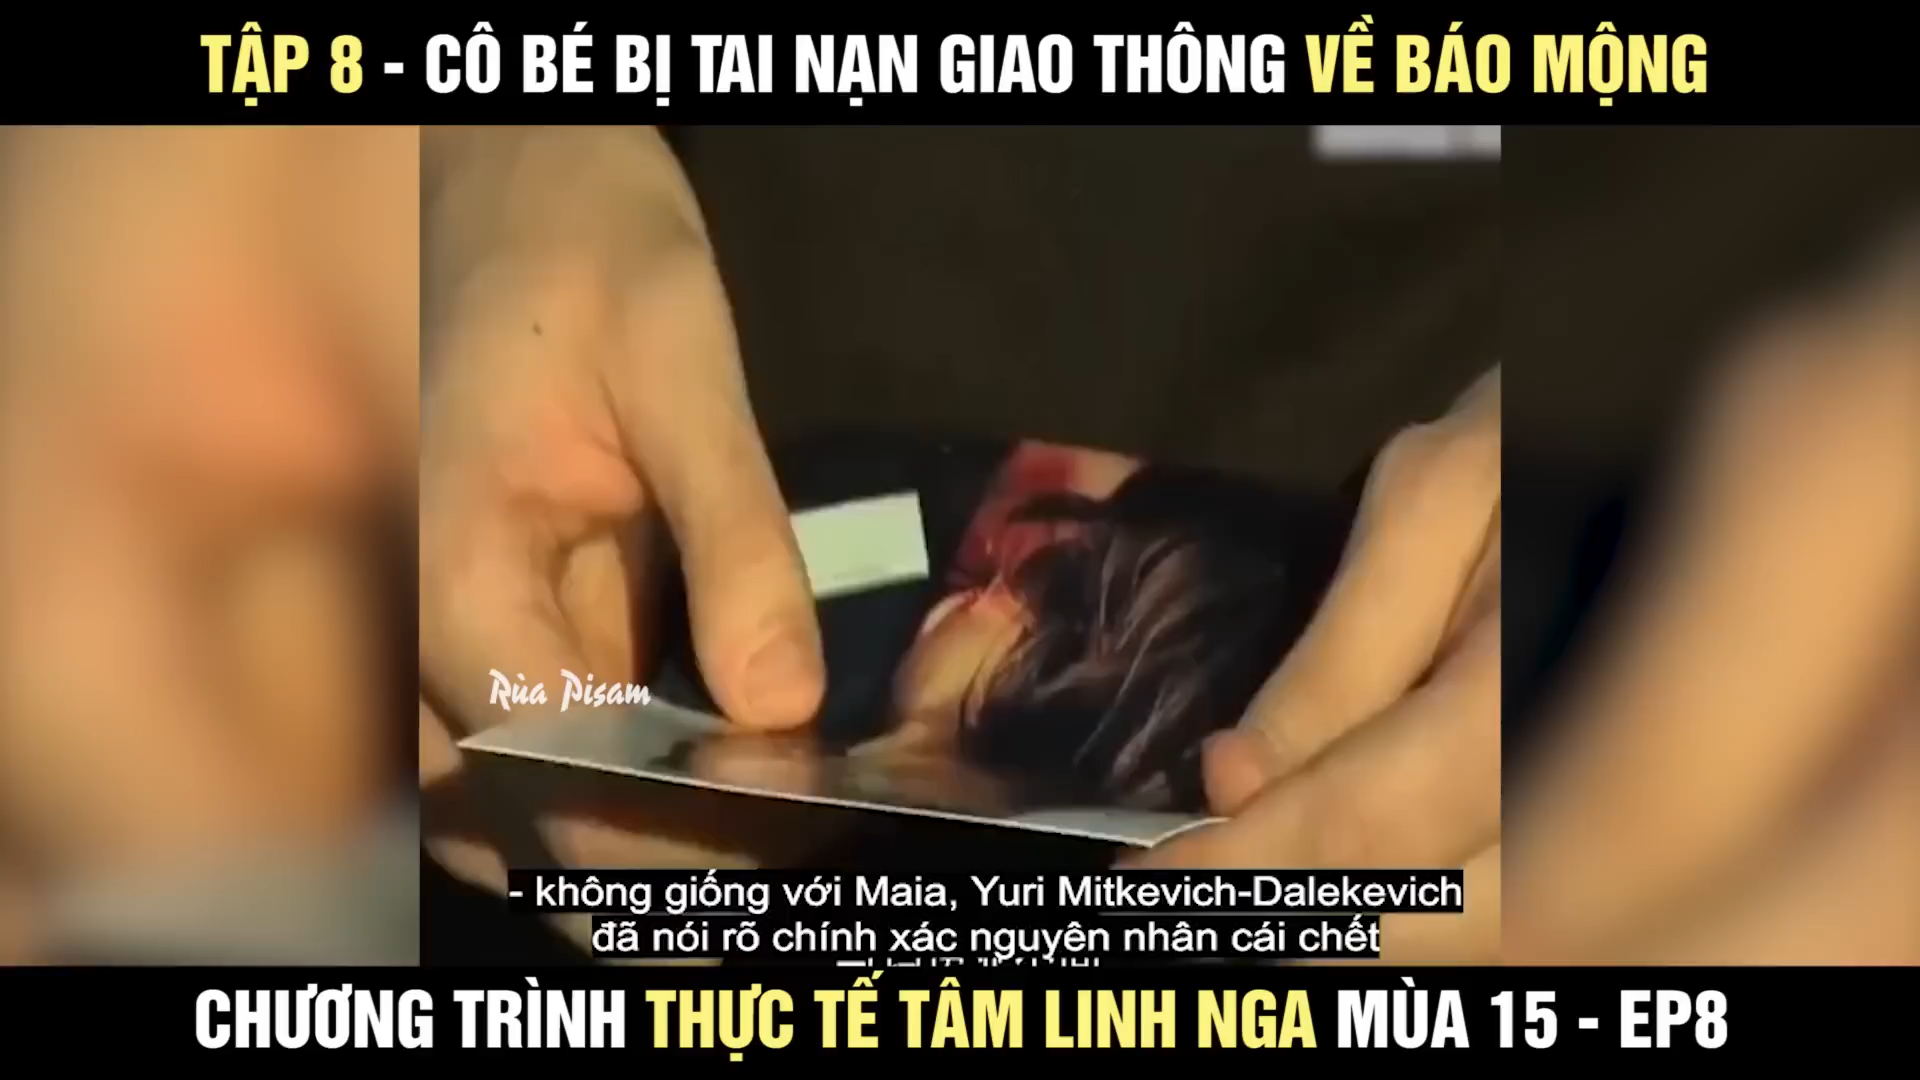 TẬP 8 - CÔ BÉ BỊ TAI NẠN GIAO THÔNG VỀ BÁO MỘNG
Rùa Pisam
- không giống với Maia, Yuri Mitkevich-Dalekevich
đã nói rõ chính xác nguyên nhân cái chết
CHƯƠNG TRÌNH THỰC TẾ TÂM LINH NGA MÙA 15 - EP8